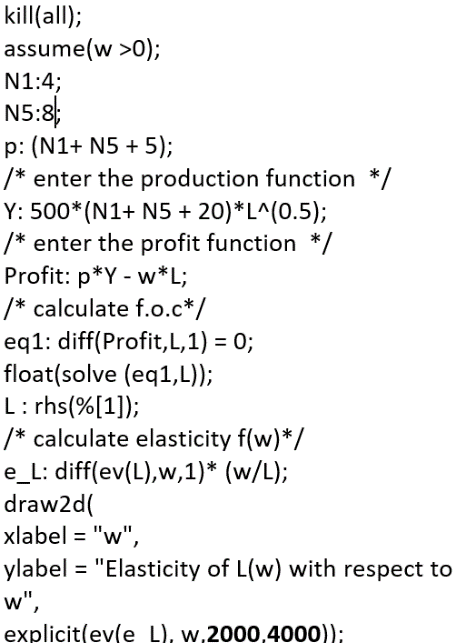 kill(all);
assume(w >0);
N1:4;
N5:8;
p: (N1+ N5 + 5);
/* enter the production function  */
Y: 500*(N1+ N5 + 20)*L^(0.5);
/* enter the profit function  */
Profit: p*Y - w*L;
/* calculate f.o.c*/
eq1: diff(Profit,L,1) = 0;
float(solve (eq1,L));
L : rhs(%[1]);
/* calculate elasticity f(w)*/
e_L: diff(ev(L),w,1)* (w/L);
draw2d(
xlabel = "w",
ylabel = "Elasticity of L(w) with respect to
w",
explicit(ev(e_L), w,2000,4000));